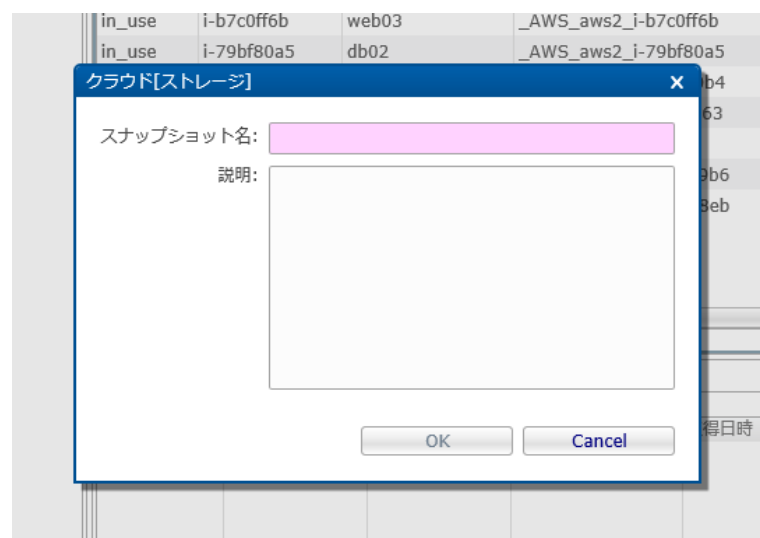 in_use i-b7c0ff6b web03 _AWS_aws2_i-b7c0ff6b
in_use i-79bf80a5 db02 _AWS_aws2_i-79bf80a5
クラウド[ストレージ] x
b4
63
スナップショット名:
説明:
9b6
8eb
得日時
OK Cancel